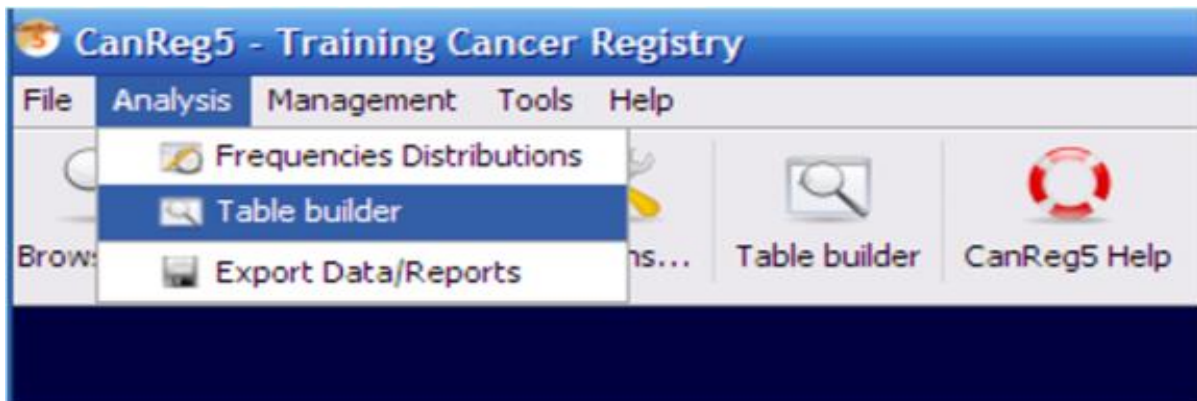 CanReg5 - Training Cancer Registry
File Analysis Management Tools Help
Frequencies Distributions
Table builder
Export Data/Reports
Table builder CanReg5 Help